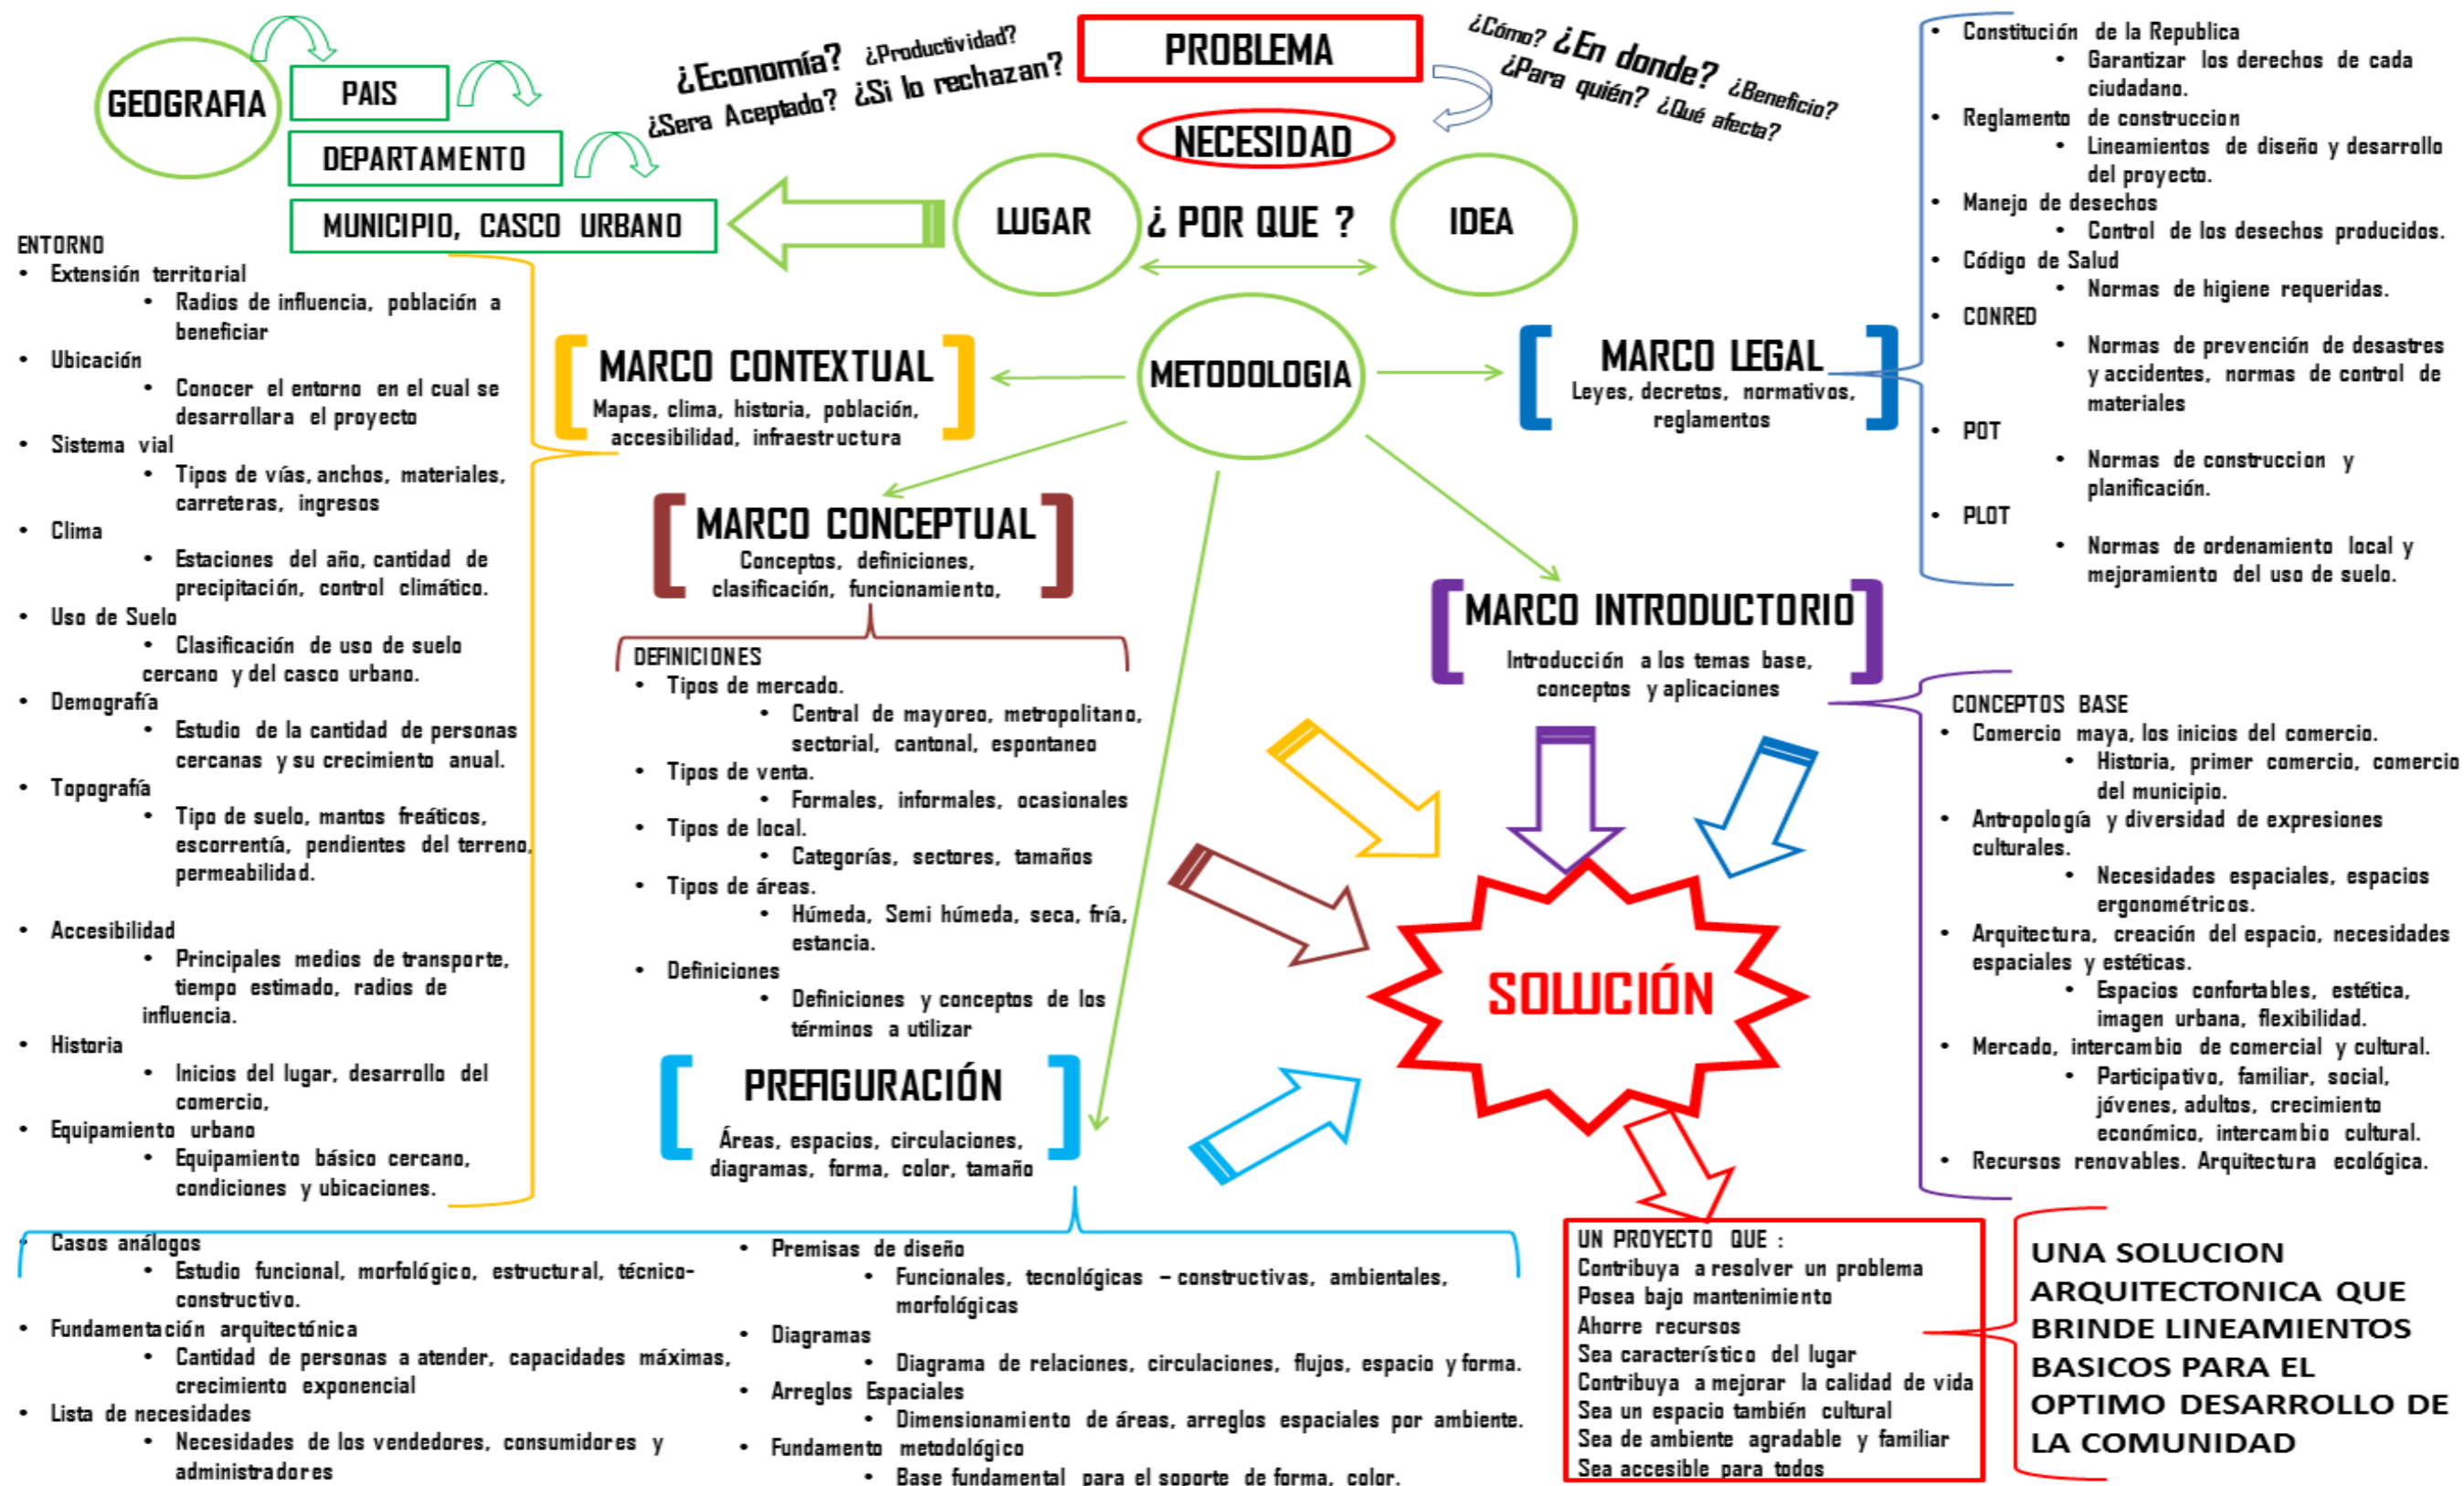 GEOGRAFIA
PAIS
DEPARTAMENTO
MUNICIPIO, CASCO URBANO
¿Economía? ¿Productividad?
¿Sera Aceptado? ¿Si lo rechazan?
PROBLEMA
NECESIDAD
¿Cómo? ¿En donde? ¿Beneficio?
¿Para quién? ¿Qué afecta?
LUGAR
¿ POR QUE ?
IDEA
METODOLOGIA
ENTORNO
• Extensión territorial
• Radios de influencia, población a
beneficiar
• Ubicación
• Conocer el entorno en el cual se
desarrollara el proyecto
• Sistema vial
• Tipos de vías, anchos, materiales,
carreteras, ingresos
• Clima
• Estaciones del año, cantidad de
precipitación, control climático.
• Uso de Suelo
• Clasificación de uso de suelo
cercano y del casco urbano.
• Demografía
• Estudio de la cantidad de personas
cercanas y su crecimiento anual.
• Topografía
• Tipo de suelo, mantos freáticos,
escorrentía, pendientes del terreno,
permeabilidad.
• Accesibilidad
• Principales medios de transporte,
tiempo estimado, radios de
influencia.
• Historia
• Inicios del lugar, desarrollo del
comercio,
• Equipamiento urbano
• Equipamiento básico cercano,
condiciones y ubicaciones.
MARCO CONTEXTUAL
Mapas, clima, historia, población,
accesibilidad, infraestructura
MARCO CONCEPTUAL
Conceptos, definiciones,
clasificación, funcionamiento,
DEFINICIONES
• Tipos de mercado.
• Central de mayoreo, metropolitano,
sectorial, cantonal, espontaneo
• Tipos de venta.
• Formales, informales, ocasionales
• Tipos de local.
• Categorías, sectores, tamaños
• Tipos de áreas.
• Húmeda, Semi húmeda, seca, fría,
estancia.
• Definiciones
• Definiciones y conceptos de los
términos a utilizar
PREFIGURACIÓN
Áreas, espacios, circulaciones,
diagramas, forma, color, tamaño
MARCO LEGAL
Leyes, decretos, normativos,
reglamentos
• Constitución de la Republica
• Garantizar los derechos de cada
ciudadano.
• Reglamento de construccion
• Lineamientos de diseño y desarrollo
del proyecto.
• Manejo de desechos
• Control de los desechos producidos.
• Código de Salud
• Normas de higiene requeridas.
• CONRED
• Normas de prevención de desastres
y accidentes, normas de control de
materiales
• POT
• Normas de construccion y
planificación.
• PLOT
• Normas de ordenamiento local y
mejoramiento del uso de suelo.
MARCO INTRODUCTORIO
Introducción a los temas base,
conceptos y aplicaciones
CONCEPTOS BASE
• Comercio maya, los inicios del comercio.
• Historia, primer comercio, comercio
del municipio.
• Antropología y diversidad de expresiones
culturales.
• Necesidades espaciales, espacios
ergonométricos.
• Arquitectura, creación del espacio, necesidades
espaciales y estéticas.
• Espacios confortables, estética,
imagen urbana, flexibilidad.
• Mercado, intercambio de comercial y cultural.
• Participativo, familiar, social,
jóvenes, adultos, crecimiento
económico, intercambio cultural.
• Recursos renovables. Arquitectura ecológica.
SOLUCIÓN
• Casos análogos
• Estudio funcional, morfológico, estructural, técnico-
constructivo.
• Fundamentación arquitectónica
• Cantidad de personas a atender, capacidades máximas,
crecimiento exponencial
• Lista de necesidades
• Necesidades de los vendedores, consumidores y
administradores
• Premisas de diseño
• Funcionales, tecnológicas – constructivas, ambientales,
morfológicas
• Diagramas
• Diagrama de relaciones, circulaciones, flujos, espacio y forma.
• Arreglos Espaciales
• Dimensionamiento de áreas, arreglos espaciales por ambiente.
• Fundamento metodológico
• Base fundamental para el soporte de forma, color.
UN PROYECTO QUE :
Contribuya a resolver un problema
Posea bajo mantenimiento
Ahorre recursos
Sea característico del lugar
Contribuya a mejorar la calidad de vida
Sea un espacio también cultural
Sea de ambiente agradable y familiar
Sea accesible para todos
UNA SOLUCION
ARQUITECTONICA QUE
BRINDE LINEAMIENTOS
BASICOS PARA EL
OPTIMO DESARROLLO DE
LA COMUNIDAD